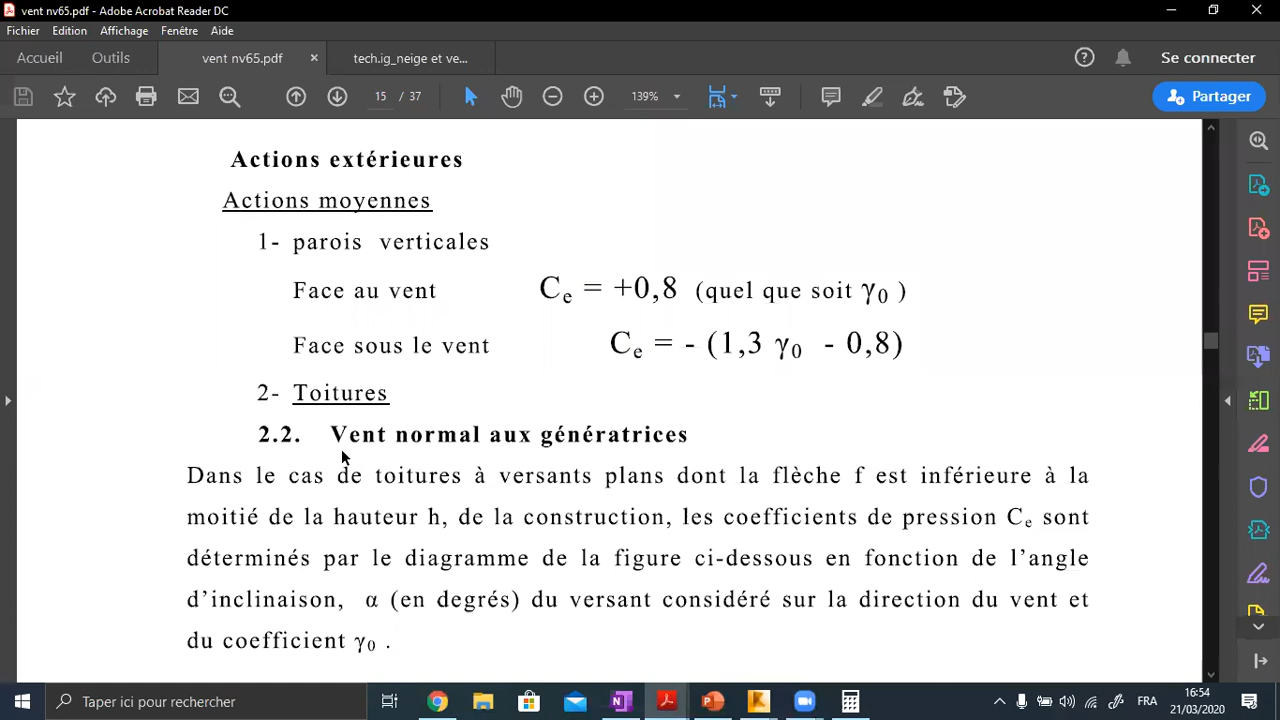 vent nv65.pdf - Adobe Acrobat Reader DC
Fichier Edition Affichage Fenêtre Aide
Accueil Outils vent nv65.pdf × tech.ig_neige et ve... Se connecter
15 / 37 139% Partager
Actions extérieures
Actions moyennes
1- parois verticales
Face au vent Cₑ = +0,8 (quel que soit γ₀ )
Face sous le vent Cₑ = - (1,3 γ₀ - 0,8)
2- Toitures
2.2. Vent normal aux génératrices
Dans le cas de toitures à versants plans dont la flèche f est inférieure à la
moitié de la hauteur h, de la construction, les coefficients de pression Cₑ sont
déterminés par le diagramme de la figure ci-dessous en fonction de l’angle
d’inclinaison, α (en degrés) du versant considéré sur la direction du vent et
du coefficient γ₀ .
Taper ici pour rechercher FRA 16:54
21/03/2020